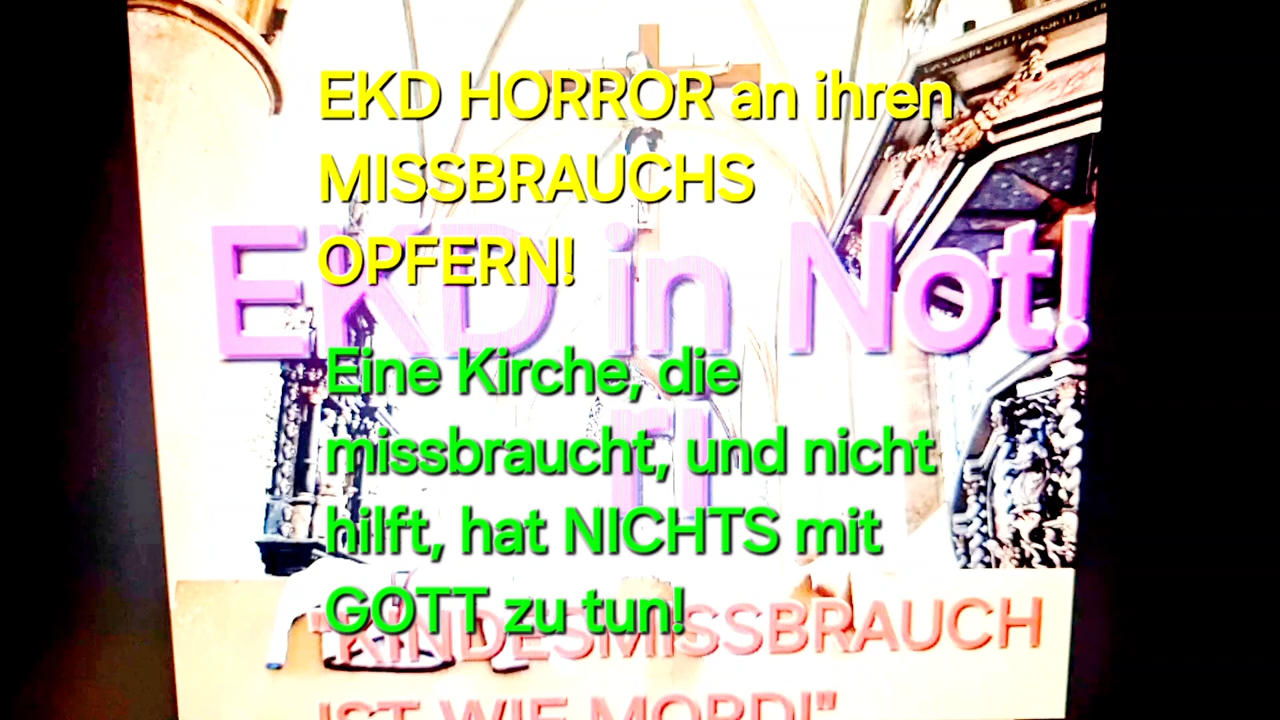 EKD HORROR an ihren
MISSBRAUCHS
OPFERN!
EKD in Not!
Eine Kirche, die
missbraucht, und nicht
hilft, hat NICHTS mit
GOTT zu tun!
"KINDESMISSBRAUCH
IST WIE MORD!"